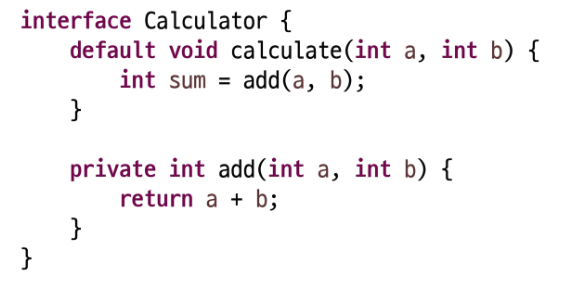 interface Calculator {
    default void calculate(int a, int b) {
        int sum = add(a, b);
    }

    private int add(int a, int b) {
        return a + b;
    }
}